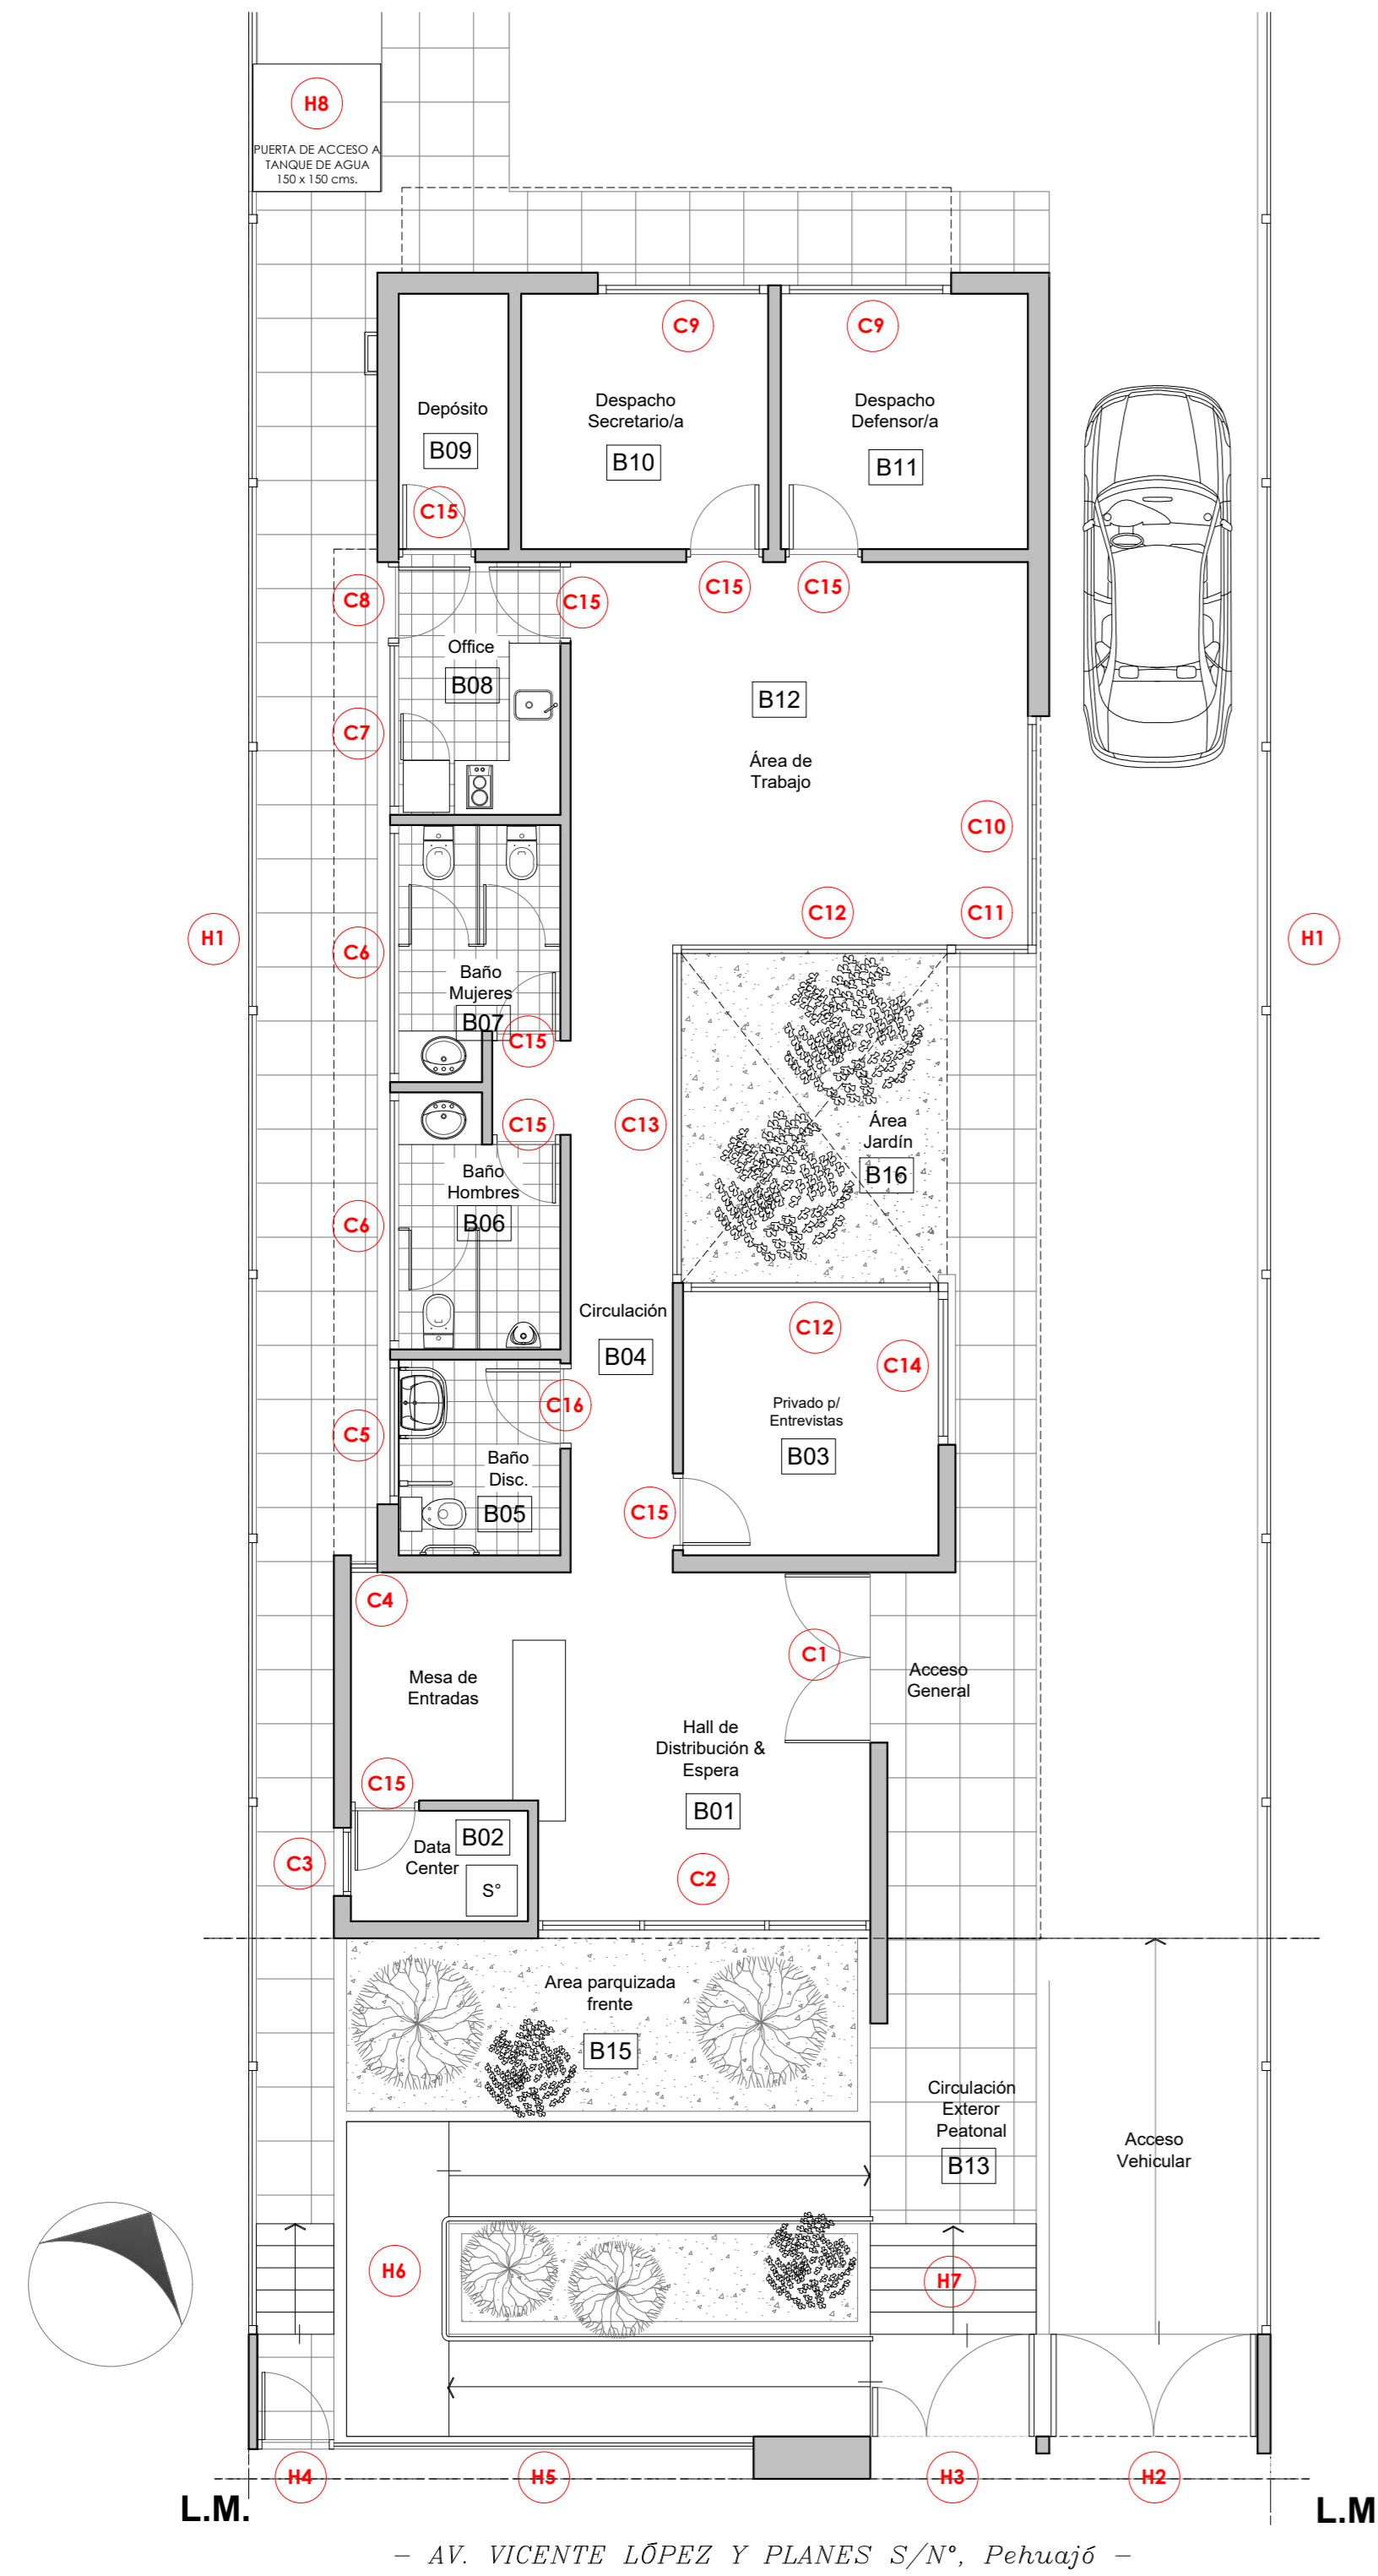 H8
PUERTA DE ACCESO A
TANQUE DE AGUA
150 x 150 cms.
C9
C9
Depósito
B09
Despacho
Secretario/a
B10
Despacho
Defensor/a
B11
C15
C8
C15
C15
C15
Office
B08
B12
Área de
Trabajo
C7
C10
C12
C11
H1
H1
C6
Baño
Mujeres
B07
C15
C15
C13
Área
Jardín
B16
Baño
Hombres
B06
C6
Circulación
B04
C12
C14
C16
C5
Privado p/
Entrevistas
B03
Baño
Disc.
B05
C15
C4
C1
Mesa de
Entradas
Acceso
General
Hall de
Distribución &
Espera
B01
C15
B02
Data
Center
S°
C3
C2
Area parquizada
frente
B15
Circulación
Exterior
Peatonal
B13
Acceso
Vehicular
H6
H7
H4
H5
H3
H2
L.M.
L.M
– AV. VICENTE LÓPEZ Y PLANES S/N°, Pehuajó –